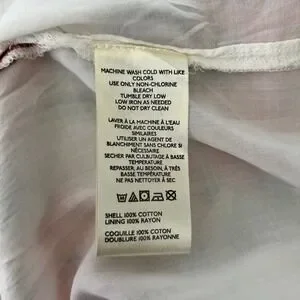 MACHINE WASH COLD WITH LIKE
COLORS
USE ONLY NON-CHLORINE
BLEACH
TUMBLE DRY LOW
LOW IRON AS NEEDED
DO NOT DRY CLEAN
LAVER À LA MACHINE À L'EAU
FROIDE AVEC COULEURS
SIMILAIRES
UTILISER UN AGENT DE
BLANCHIMENT SANS CHLORE SI
NÉCESSAIRE
SECHER PAR CULBUTAGE À BASSE
TEMPÉRATURE
REPASSER, AU BESOIN, À TRÈS
BASSE TEMPÉRATURE
NE PAS NETTOYER À SEC
SHELL 100% COTTON
LINING 100% RAYON
COQUILLE 100% COTON
DOUBLURE 100% RAYONNE